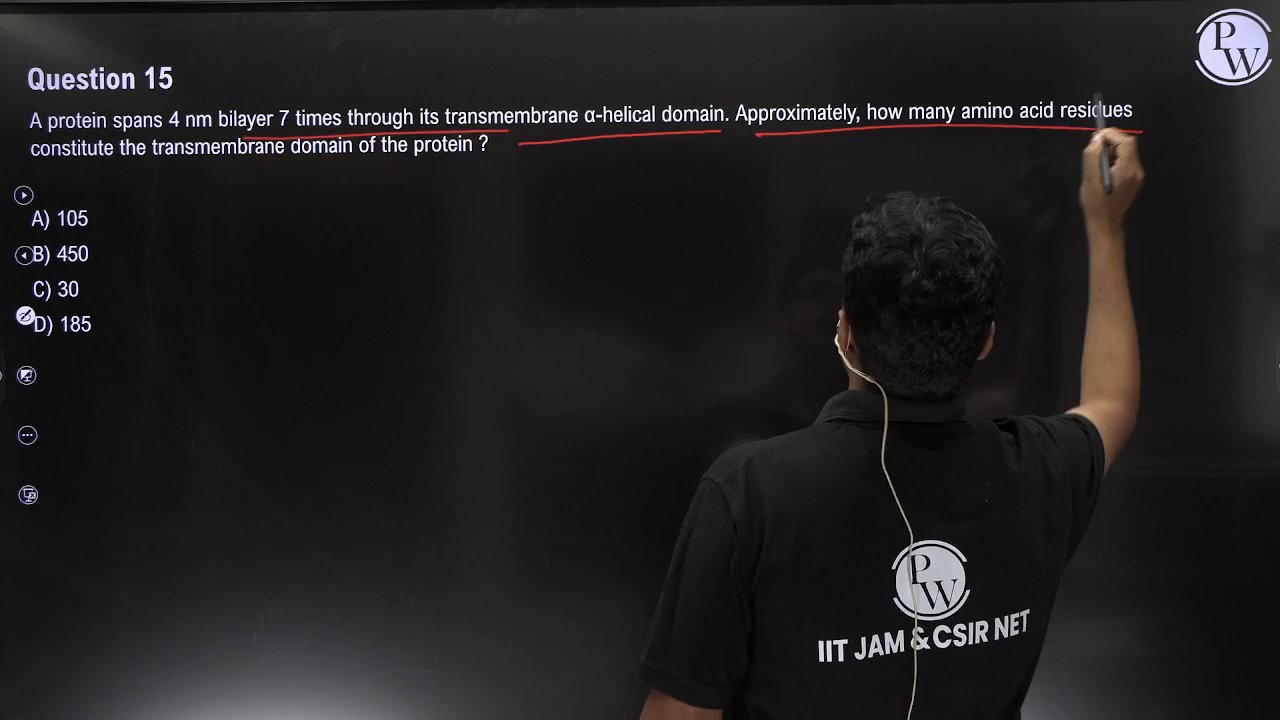 P
W
Question 15
A protein spans 4 nm bilayer 7 times through its transmembrane α-helical domain. Approximately, how many amino acid residues
constitute the transmembrane domain of the protein ?
A) 105
B) 450
C) 30
D) 185
P
W
IIT JAM & CSIR NET